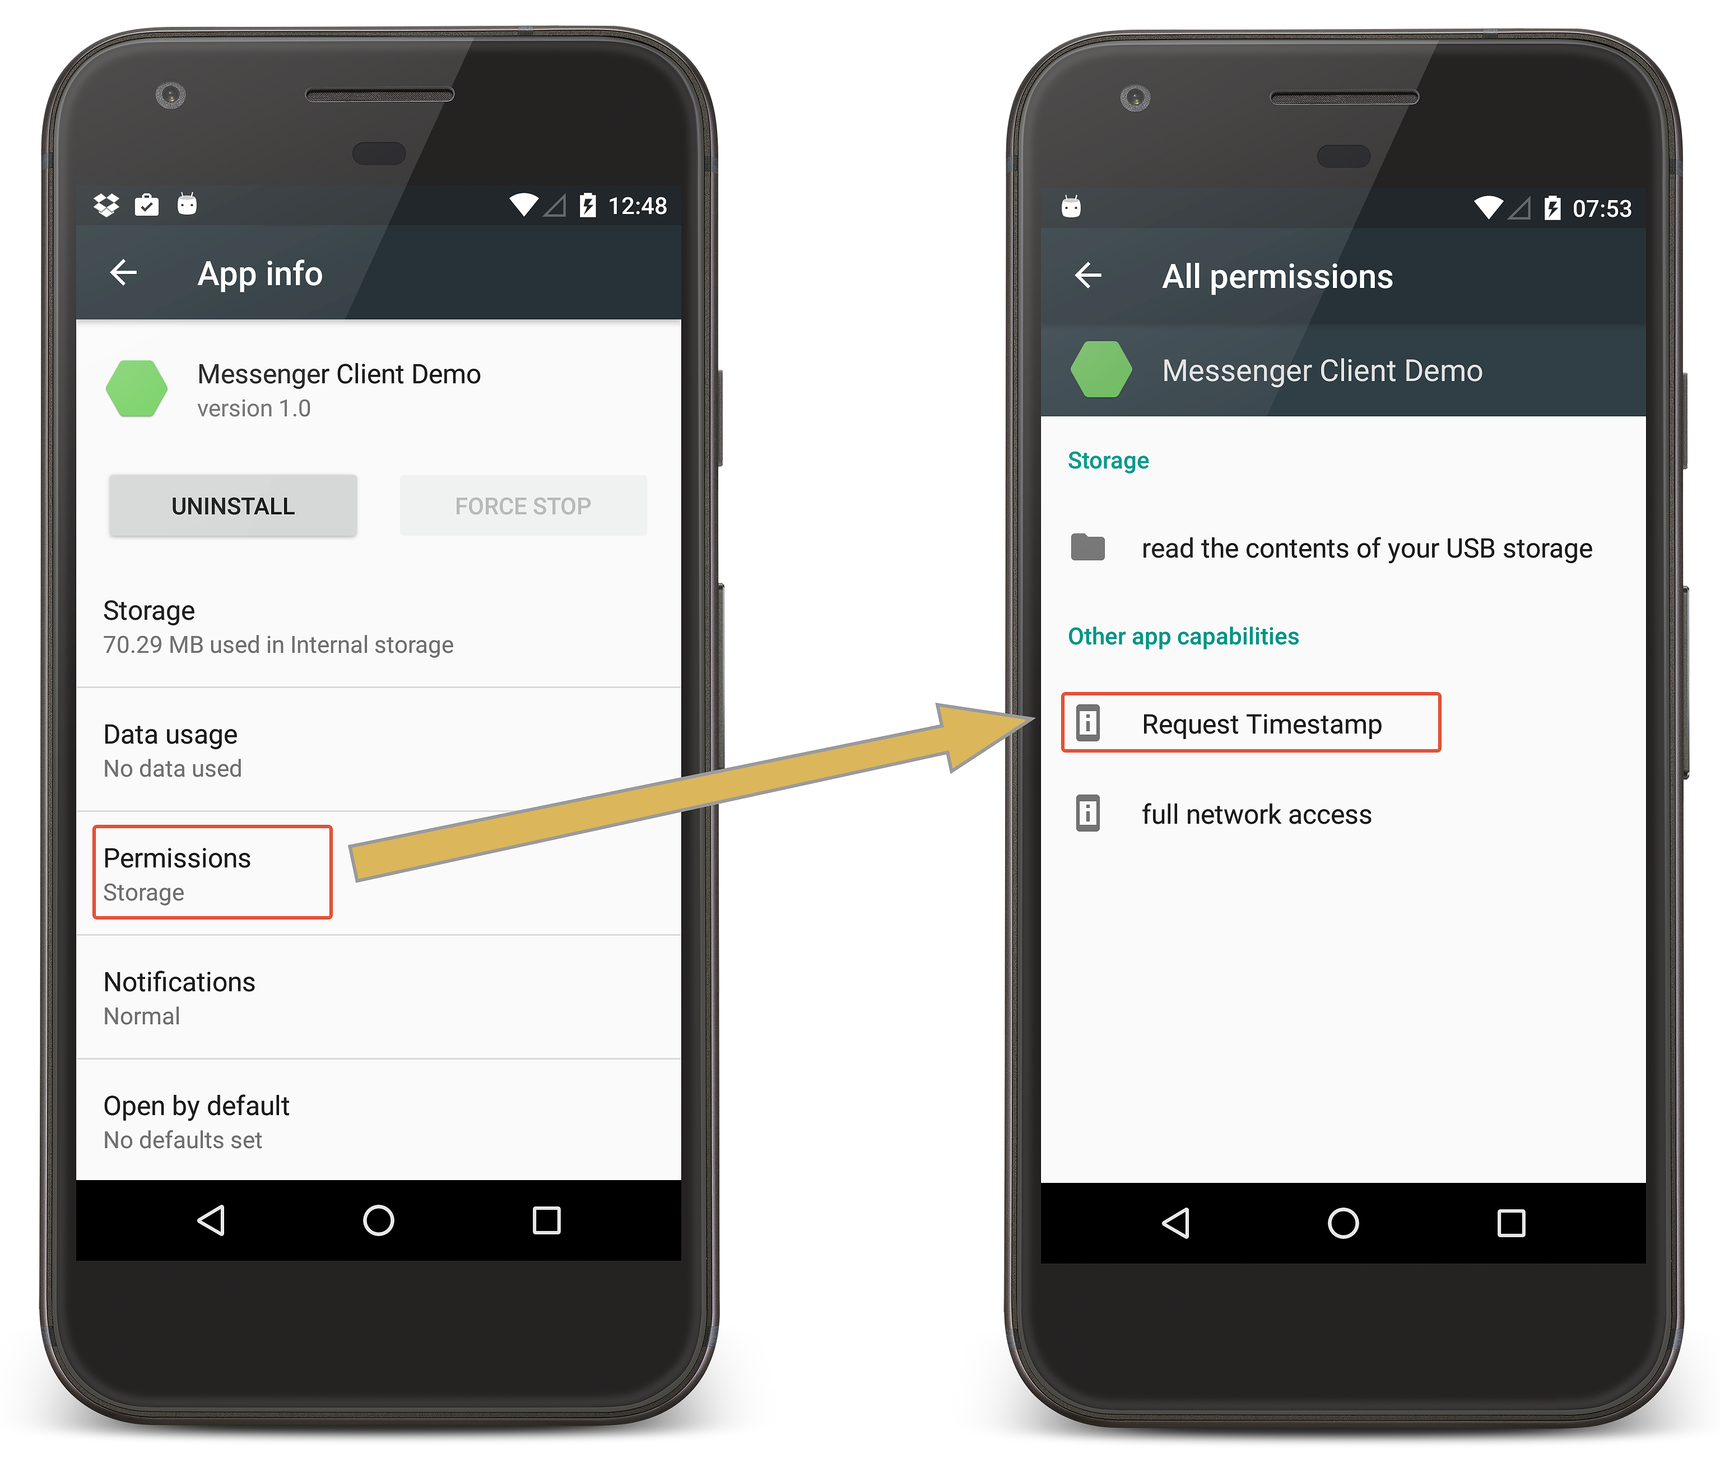 12:48
App info
Messenger Client Demo
version 1.0
UNINSTALL
FORCE STOP
Storage
70.29 MB used in Internal storage
Data usage
No data used
Permissions
Storage
Notifications
Normal
Open by default
No defaults set
07:53
All permissions
Messenger Client Demo
Storage
read the contents of your USB storage
Other app capabilities
Request Timestamp
full network access